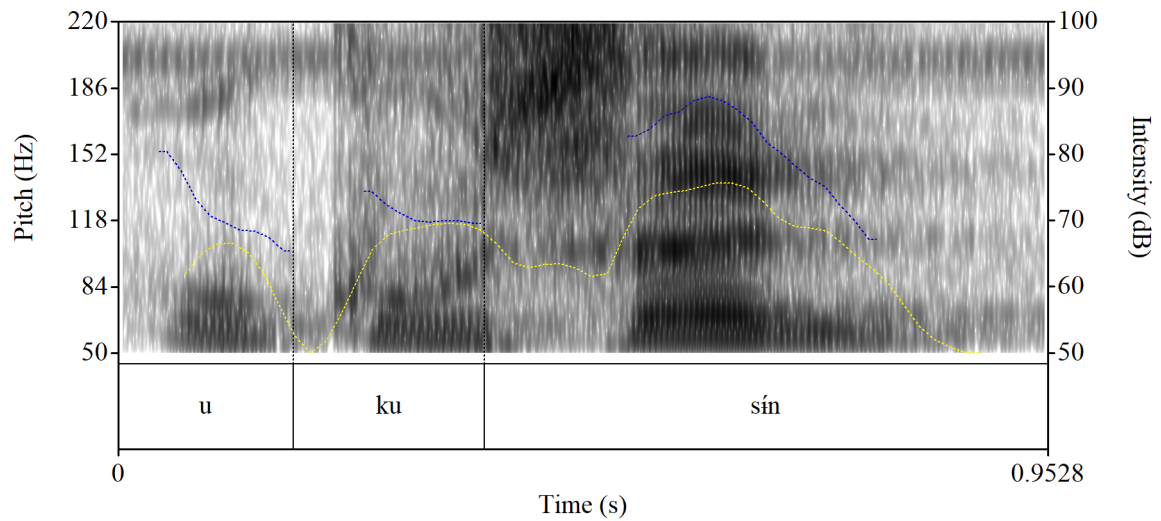 220 100
186 90
152 80
118 70
84 60
50 50
Pitch (Hz)
Intensity (dB)
u ku sɨ́n
0 0.9528
Time (s)